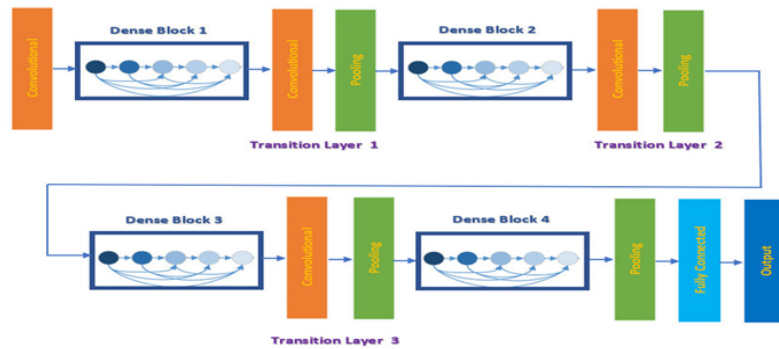 Dense Block 1
Dense Block 2
Convolutional
Convolutional
Pooling
Convolutional
Pooling
Transition Layer 1
Transition Layer 2
Dense Block 3
Dense Block 4
Convolutional
Pooling
Pooling
Fully Connected
Output
Transition Layer 3